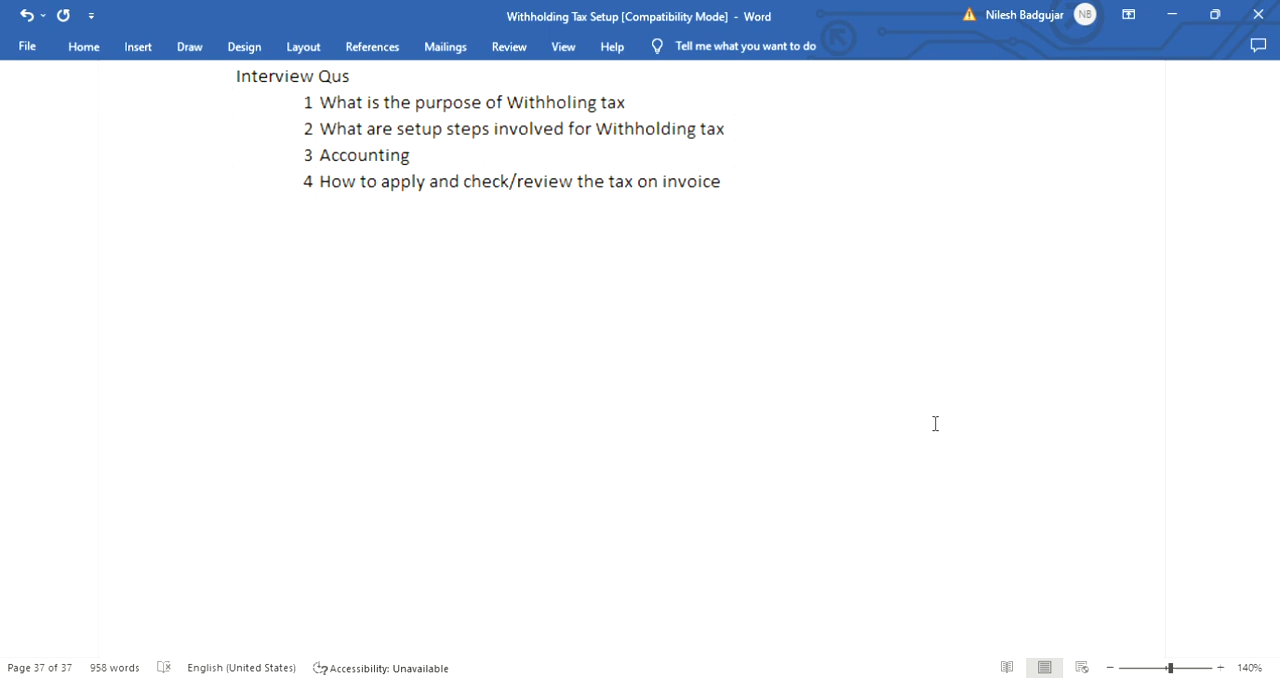 Withholding Tax Setup [Compatibility Mode] - Word
Nilesh Badgujar NB
File Home Insert Draw Design Layout References Mailings Review View Help Tell me what you want to do
Interview Qus
1 What is the purpose of Withholing tax
2 What are setup steps involved for Withholding tax
3 Accounting
4 How to apply and check/review the tax on invoice
Page 37 of 37 958 words English (United States) Accessibility: Unavailable 140%